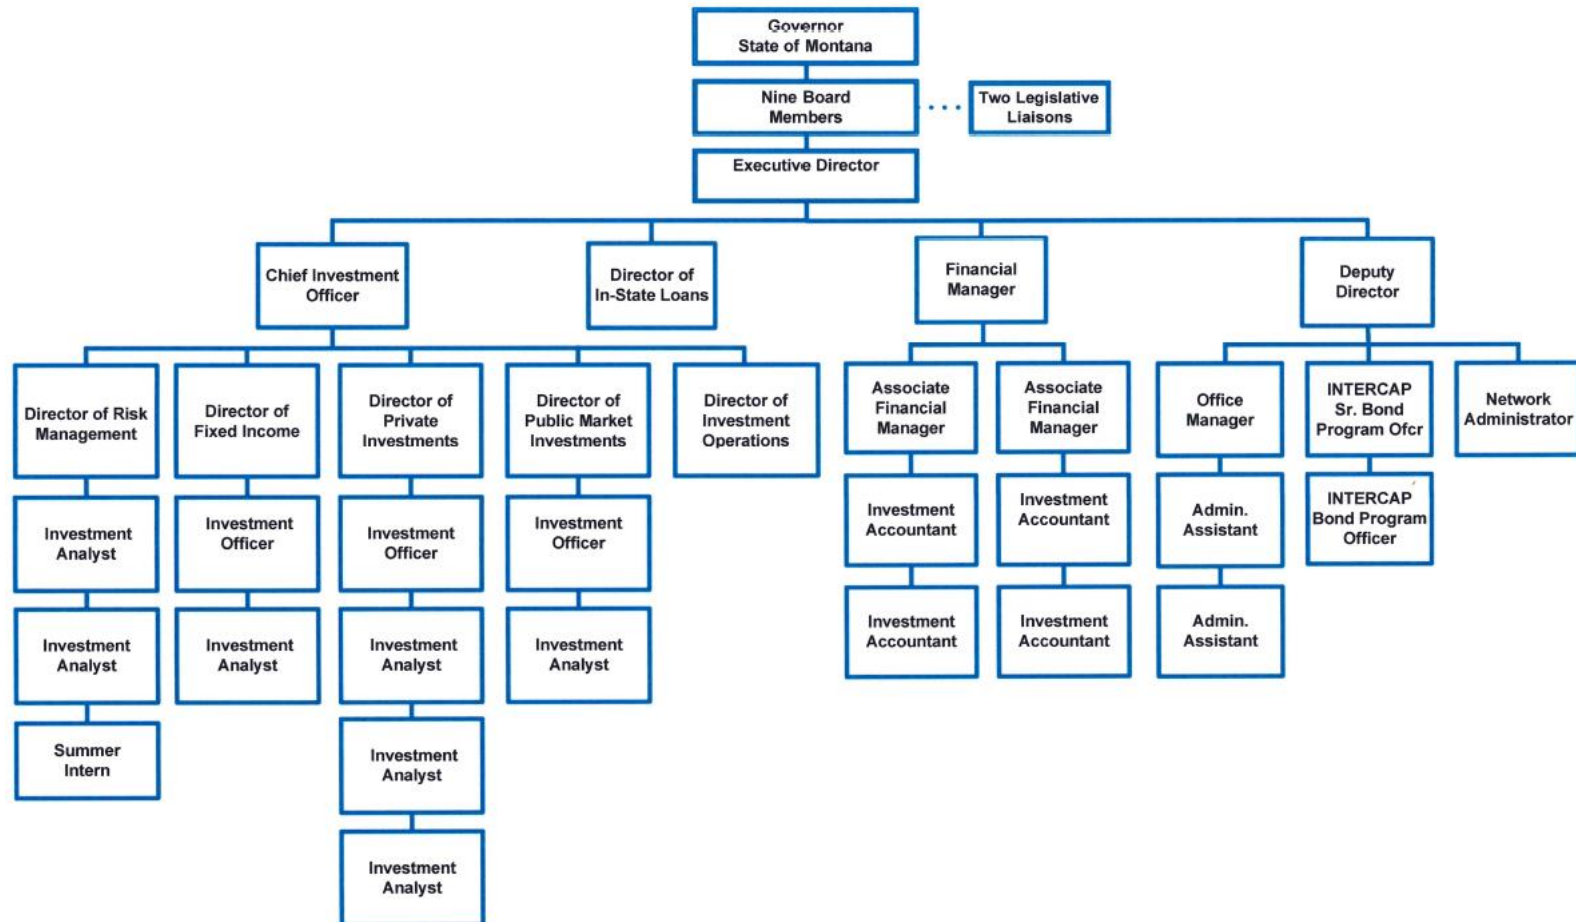 Governor
State of Montana
Nine Board
Members
Two Legislative
Liaisons
Executive Director
Chief Investment
Officer
Director of
In-State Loans
Financial
Manager
Deputy
Director
Director of Risk
Management
Director of
Fixed Income
Director of
Private
Investments
Director of
Public Market
Investments
Director of
Investment
Operations
Associate
Financial
Manager
Associate
Financial
Manager
Office
Manager
INTERCAP
Sr. Bond
Program Ofcr
Network
Administrator
Investment
Analyst
Investment
Officer
Investment
Officer
Investment
Officer
Investment
Accountant
Investment
Accountant
Admin.
Assistant
INTERCAP
Bond Program
Officer
Investment
Analyst
Investment
Analyst
Investment
Analyst
Investment
Analyst
Investment
Accountant
Investment
Accountant
Admin.
Assistant
Summer
Intern
Investment
Analyst
Investment
Analyst